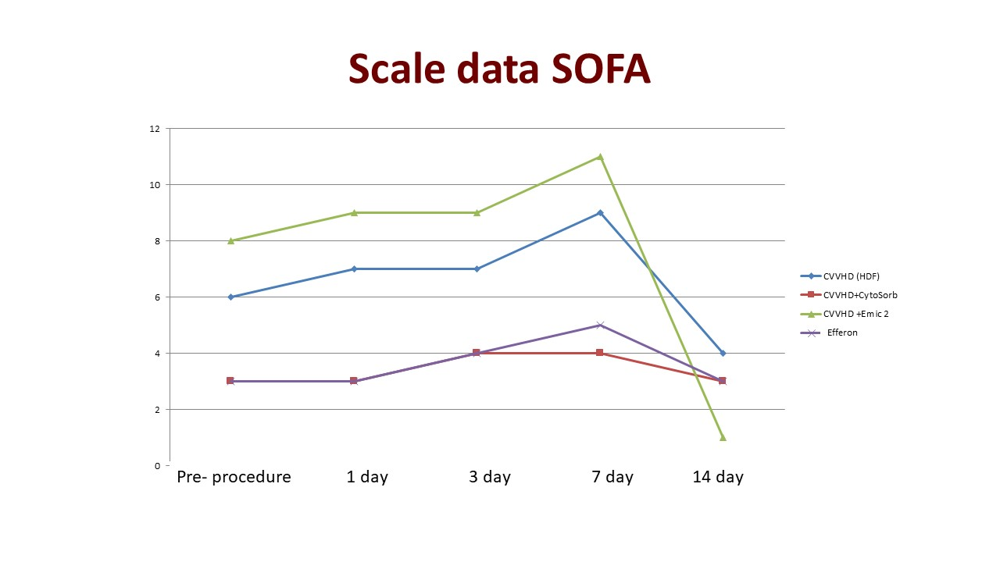 Scale data SOFA
12
10
8
6
4
2
0
Pre- procedure 1 day 3 day 7 day 14 day
CVVHD (HDF)
CVVHD+CytoSorb
CVVHD +Emic 2
Efferon